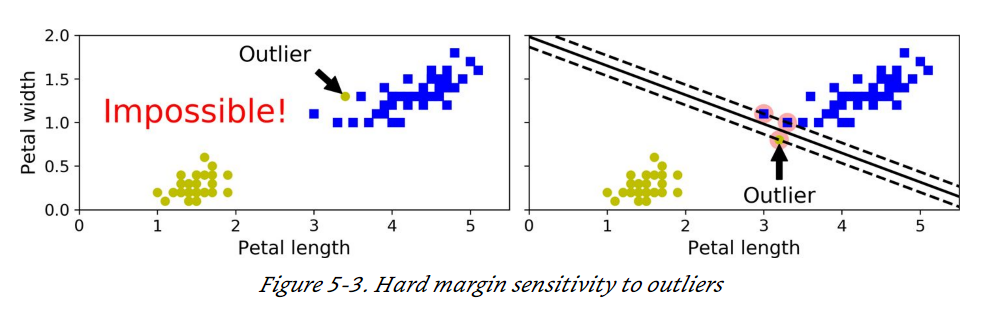 Petal width
2.0
1.5
1.0
0.5
0.0
Outlier
Impossible!
0 1 2 3 4 5
Petal length
Outlier
0 1 2 3 4 5
Petal length
Figure 5-3. Hard margin sensitivity to outliers